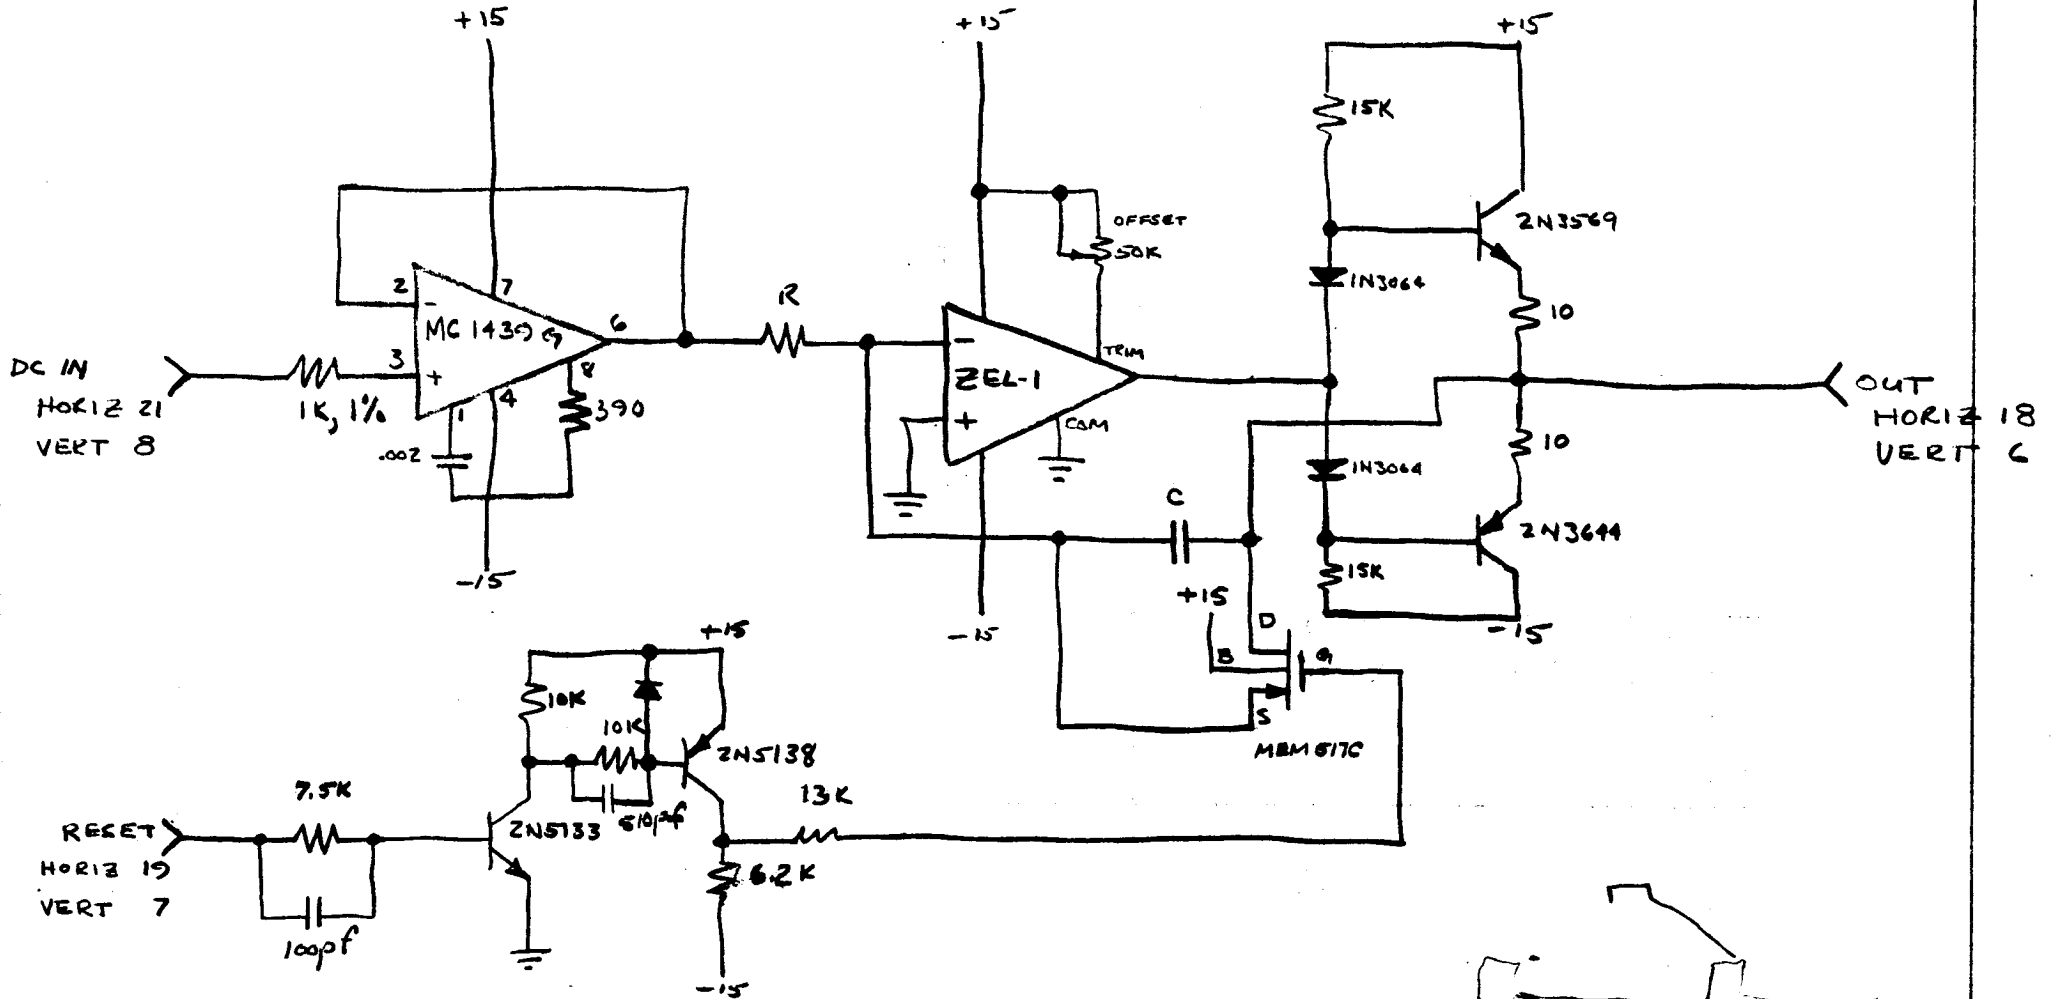 +15
+15
+15
15K
2N3569
OFFSET
50K
1N3064
10
2
7
-
MC 1439 G
6
R
3
+
8
-
ZEL-1
+
TRIM
COM
DC IN
HORIZ 21
VERT 8
1K, 1%
1
4
390
.002
OUT
HORIZ 18
VERT 6
10
1N3064
C
2N3644
15K
-15
-15
-15
+15
D
B
G
S
MEM 517C
+15
10K
10K
2N5138
510pf
13K
7.5K
2N5133
RESET
HORIZ 19
VERT 7
100pf
6.2K
-15